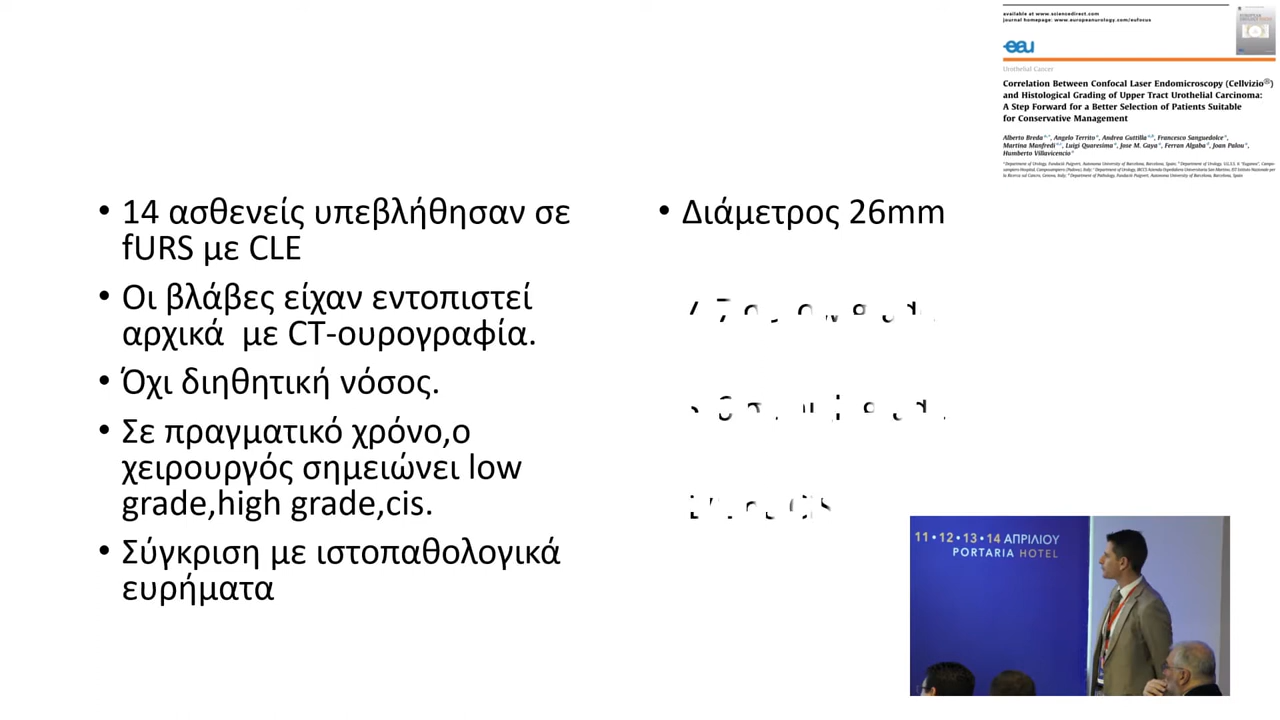 available at www.sciencedirect.com
journal homepage: www.europeanurology.com/eufocus
eau
Urothelial Cancer
Correlation Between Confocal Laser Endomicroscopy (Cellvizio®)
and Histological Grading of Upper Tract Urothelial Carcinoma:
A Step Forward for a Better Selection of Patients Suitable
for Conservative Management
Alberto Breda, Angelo Territo, Andrea Guttilla, Francesco Sanguedolce,
Martina Manfredi, Luigi Quaresima, Jose M. Gaya, Ferran Algaba, Joan Palou,
Humberto Villavicencio
• 14 ασθενείς υπεβλήθησαν σε
fURS με CLE
• Οι βλάβες είχαν εντοπιστεί
αρχικά με CT-ουρογραφία.
• Όχι διηθητική νόσος.
• Σε πραγματικό χρόνο,ο
χειρουργός σημειώνει low
grade,high grade,cis.
• Σύγκριση με ιστοπαθολογικά
ευρήματα
• Διάμετρος 26mm
11•12•13•14 ΑΠΡΙΛΙΟΥ
PORTARIA HOTEL